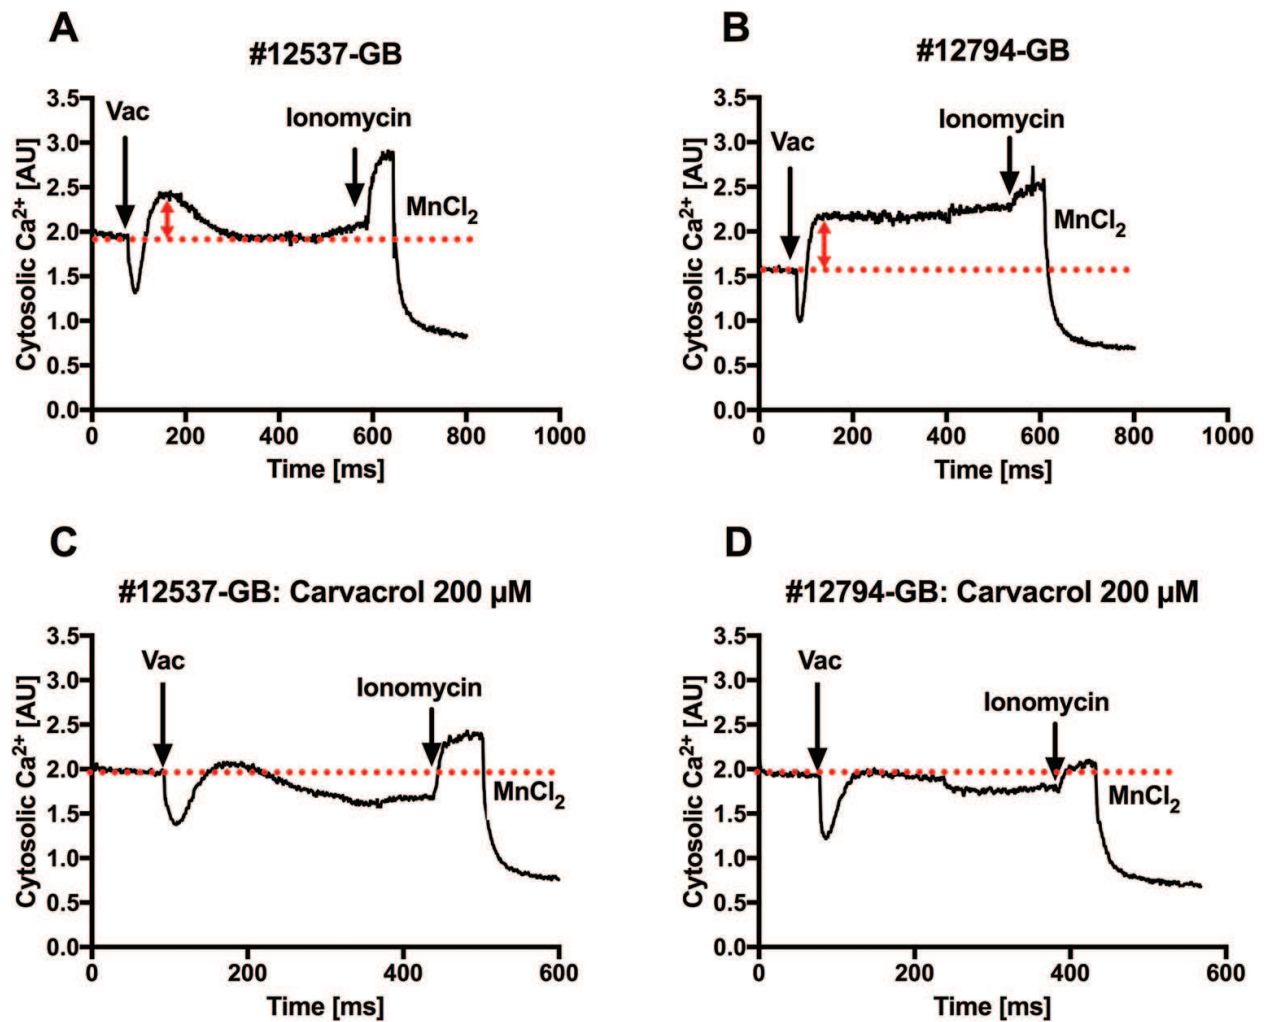 A
#12537-GB
Cytosolic Ca2+ [AU]
3.5
3.0
2.5
2.0
1.5
1.0
0.5
0.0
Vac
Ionomycin
MnCl2
0 200 400 600 800 1000
Time [ms]
B
#12794-GB
Cytosolic Ca2+ [AU]
3.5
3.0
2.5
2.0
1.5
1.0
0.5
0.0
Vac
Ionomycin
MnCl2
0 200 400 600 800 1000
Time [ms]
C
#12537-GB: Carvacrol 200 µM
Cytosolic Ca2+ [AU]
3.5
3.0
2.5
2.0
1.5
1.0
0.5
0.0
Vac
Ionomycin
MnCl2
0 200 400 600
Time [ms]
D
#12794-GB: Carvacrol 200 µM
Cytosolic Ca2+ [AU]
3.5
3.0
2.5
2.0
1.5
1.0
0.5
0.0
Vac
Ionomycin
MnCl2
0 200 400 600
Time [ms]